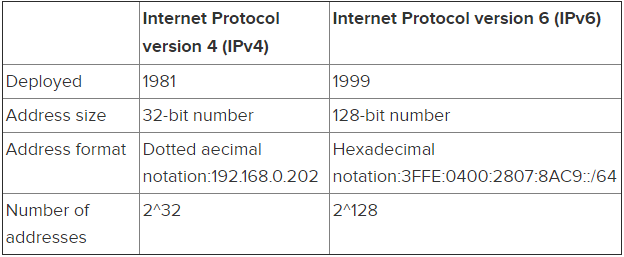 Internet Protocol
version 4 (IPv4)
Internet Protocol version 6 (IPv6)
Deployed
1981
1999
Address size
32-bit number
128-bit number
Address format
Dotted aecimal
notation:192.168.0.202
Hexadecimal
notation:3FFE:0400:2807:8AC9::/64
Number of
addresses
2^32
2^128